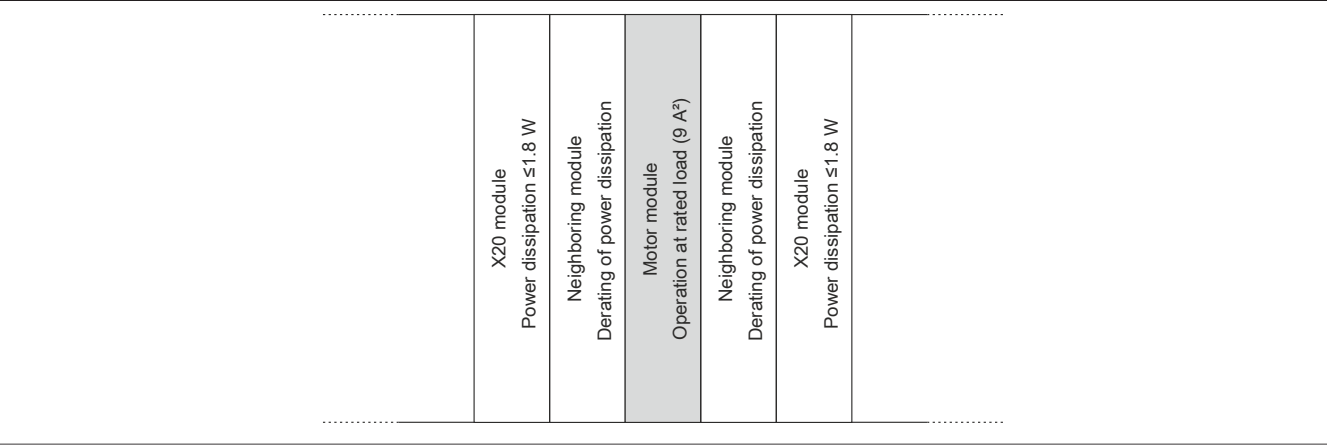 X20 module
Power dissipation ≤1.8 W
Neighboring module
Derating of power dissipation
Motor module
Operation at rated load (9 A²)
Neighboring module
Derating of power dissipation
X20 module
Power dissipation ≤1.8 W